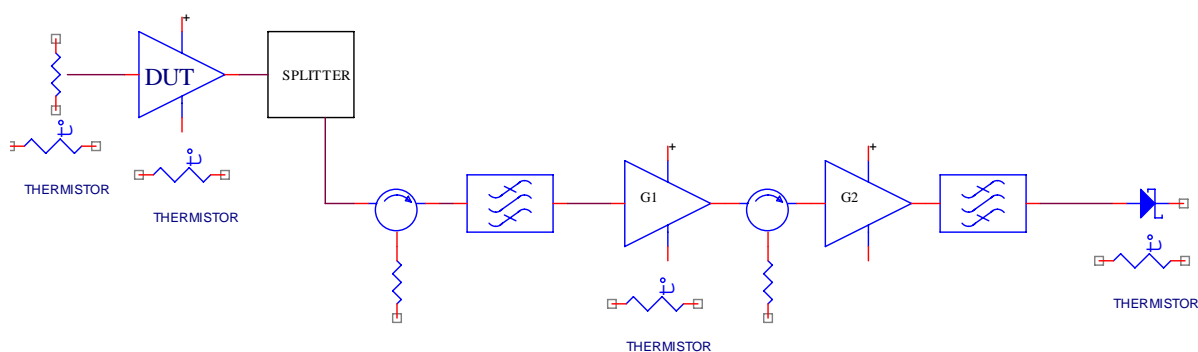 +
DUT
SPLITTER
t°
THERMISTOR
t°
THERMISTOR
+
G1
+
G2
t°
THERMISTOR
t°
THERMISTOR